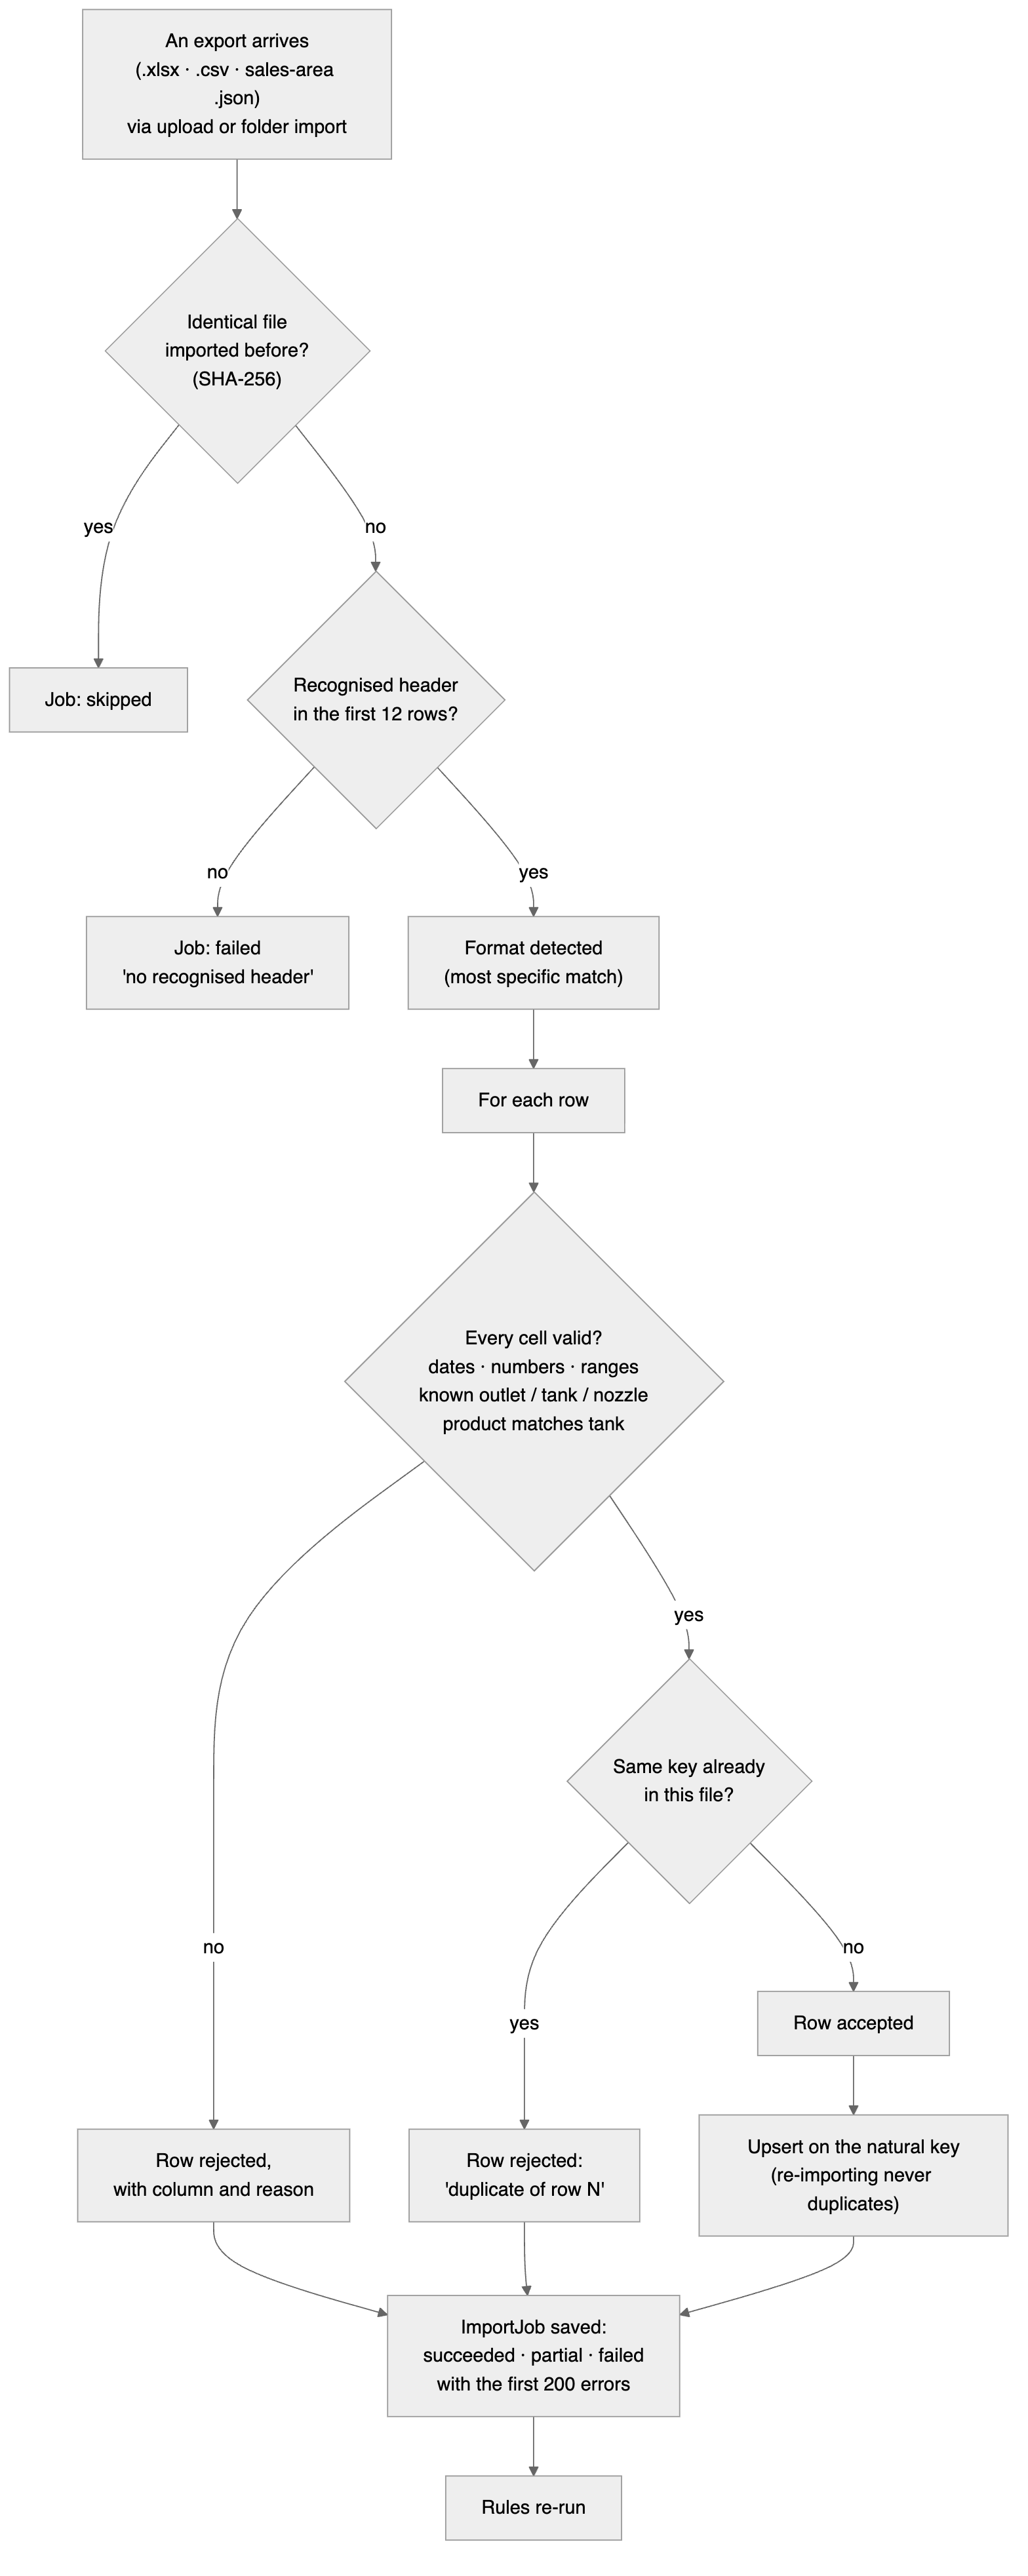 An export arrives
(.xlsx · .csv · sales-area
.json)
via upload or folder import
Identical file
imported before?
(SHA-256)
yes
no
Job: skipped
Recognised header
in the first 12 rows?
no
yes
Job: failed
'no recognised header'
Format detected
(most specific match)
For each row
Every cell valid?
dates · numbers · ranges
known outlet / tank / nozzle
product matches tank
yes
Same key already
in this file?
no
no
yes
Row accepted
Row rejected,
with column and reason
Row rejected:
'duplicate of row N'
Upsert on the natural key
(re-importing never
duplicates)
ImportJob saved:
succeeded · partial · failed
with the first 200 errors
Rules re-run